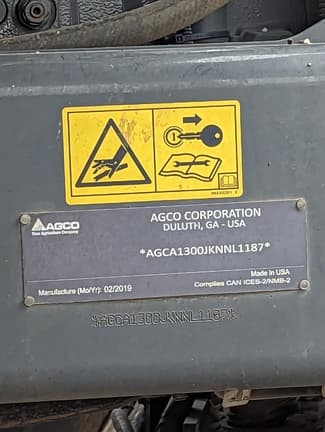 AGCO
Your Agriculture Company
AGCO CORPORATION
DULUTH, GA - USA
*AGCA1300JKNNL1187*
Made in USA
Manufacture (Mo/Yr): 02/2019
Complies CAN ICES-2/NMB-2
*AGCA1300JKNNL1187*